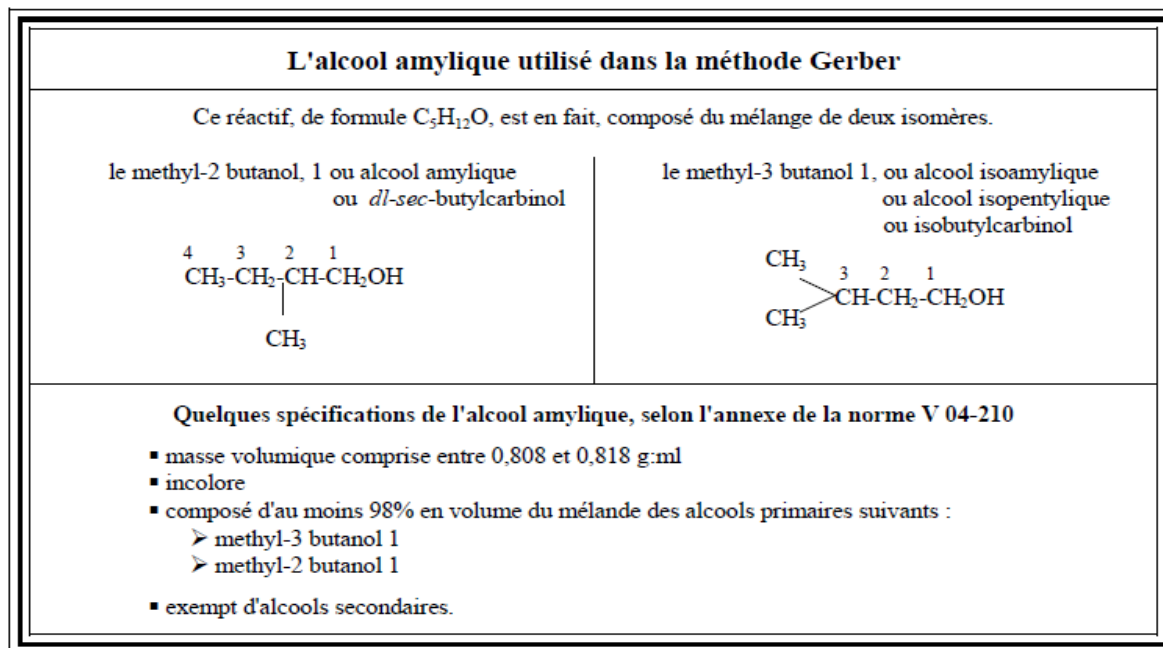 L'alcool amylique utilisé dans la méthode Gerber
Ce réactif, de formule C₅H₁₂O, est en fait, composé du mélange de deux isomères.
le methyl-2 butanol, 1 ou alcool amylique
ou dl-sec-butylcarbinol
4 3 2 1
CH₃-CH₂-CH-CH₂OH
CH₃
le methyl-3 butanol 1, ou alcool isoamylique
ou alcool isopentylique
ou isobutylcarbinol
CH₃
3 2 1
CH-CH₂-CH₂OH
CH₃
Quelques spécifications de l'alcool amylique, selon l'annexe de la norme V 04-210
▪ masse volumique comprise entre 0,808 et 0,818 g:ml
▪ incolore
▪ composé d'au moins 98% en volume du mélande des alcools primaires suivants :
➢ methyl-3 butanol 1
➢ methyl-2 butanol 1
▪ exempt d'alcools secondaires.